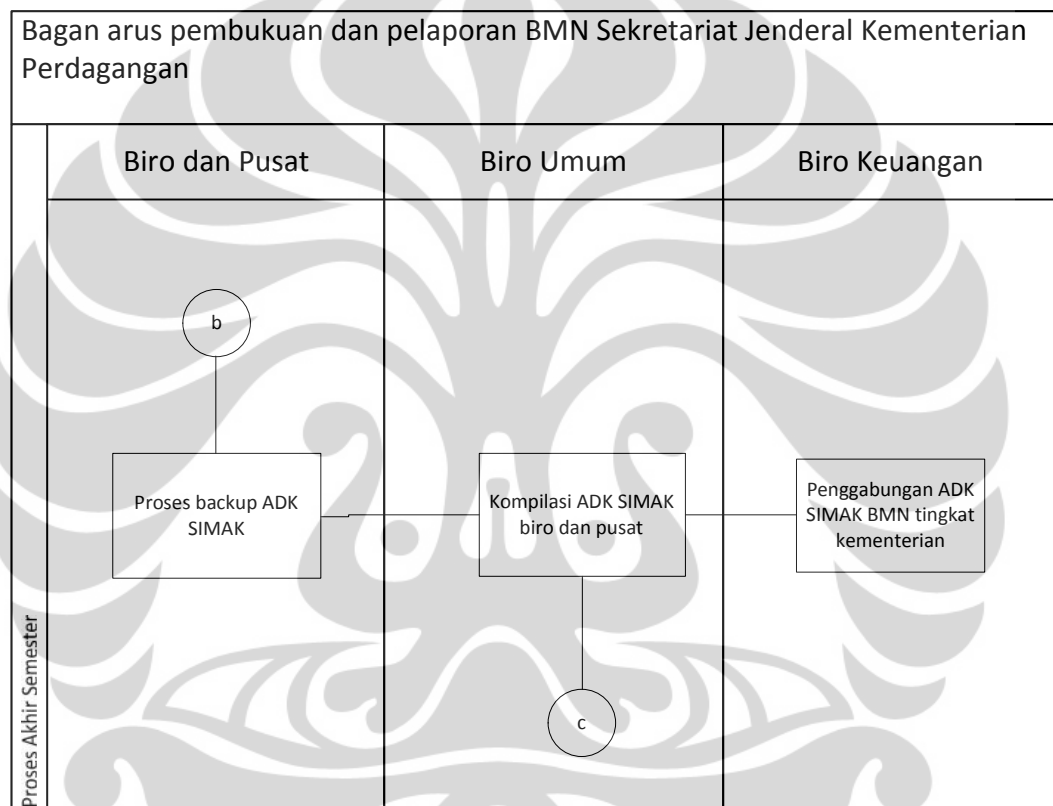 Bagan arus pembukuan dan pelaporan BMN Sekretariat Jenderal Kementerian
Perdagangan
Biro dan Pusat
Biro Umum
Biro Keuangan
b
Proses backup ADK
SIMAK
Kompilasi ADK SIMAK
biro dan pusat
Penggabungan ADK
SIMAK BMN tingkat
kementerian
c
Proses Akhir Semester